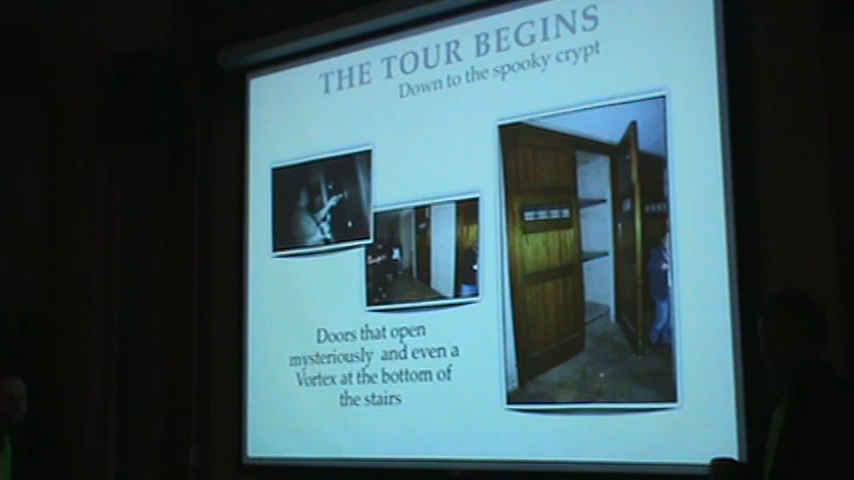 THE TOUR BEGINS
Down to the spooky crypt
Doors that open
mysteriously and even a
Vortex at the bottom of
the stairs